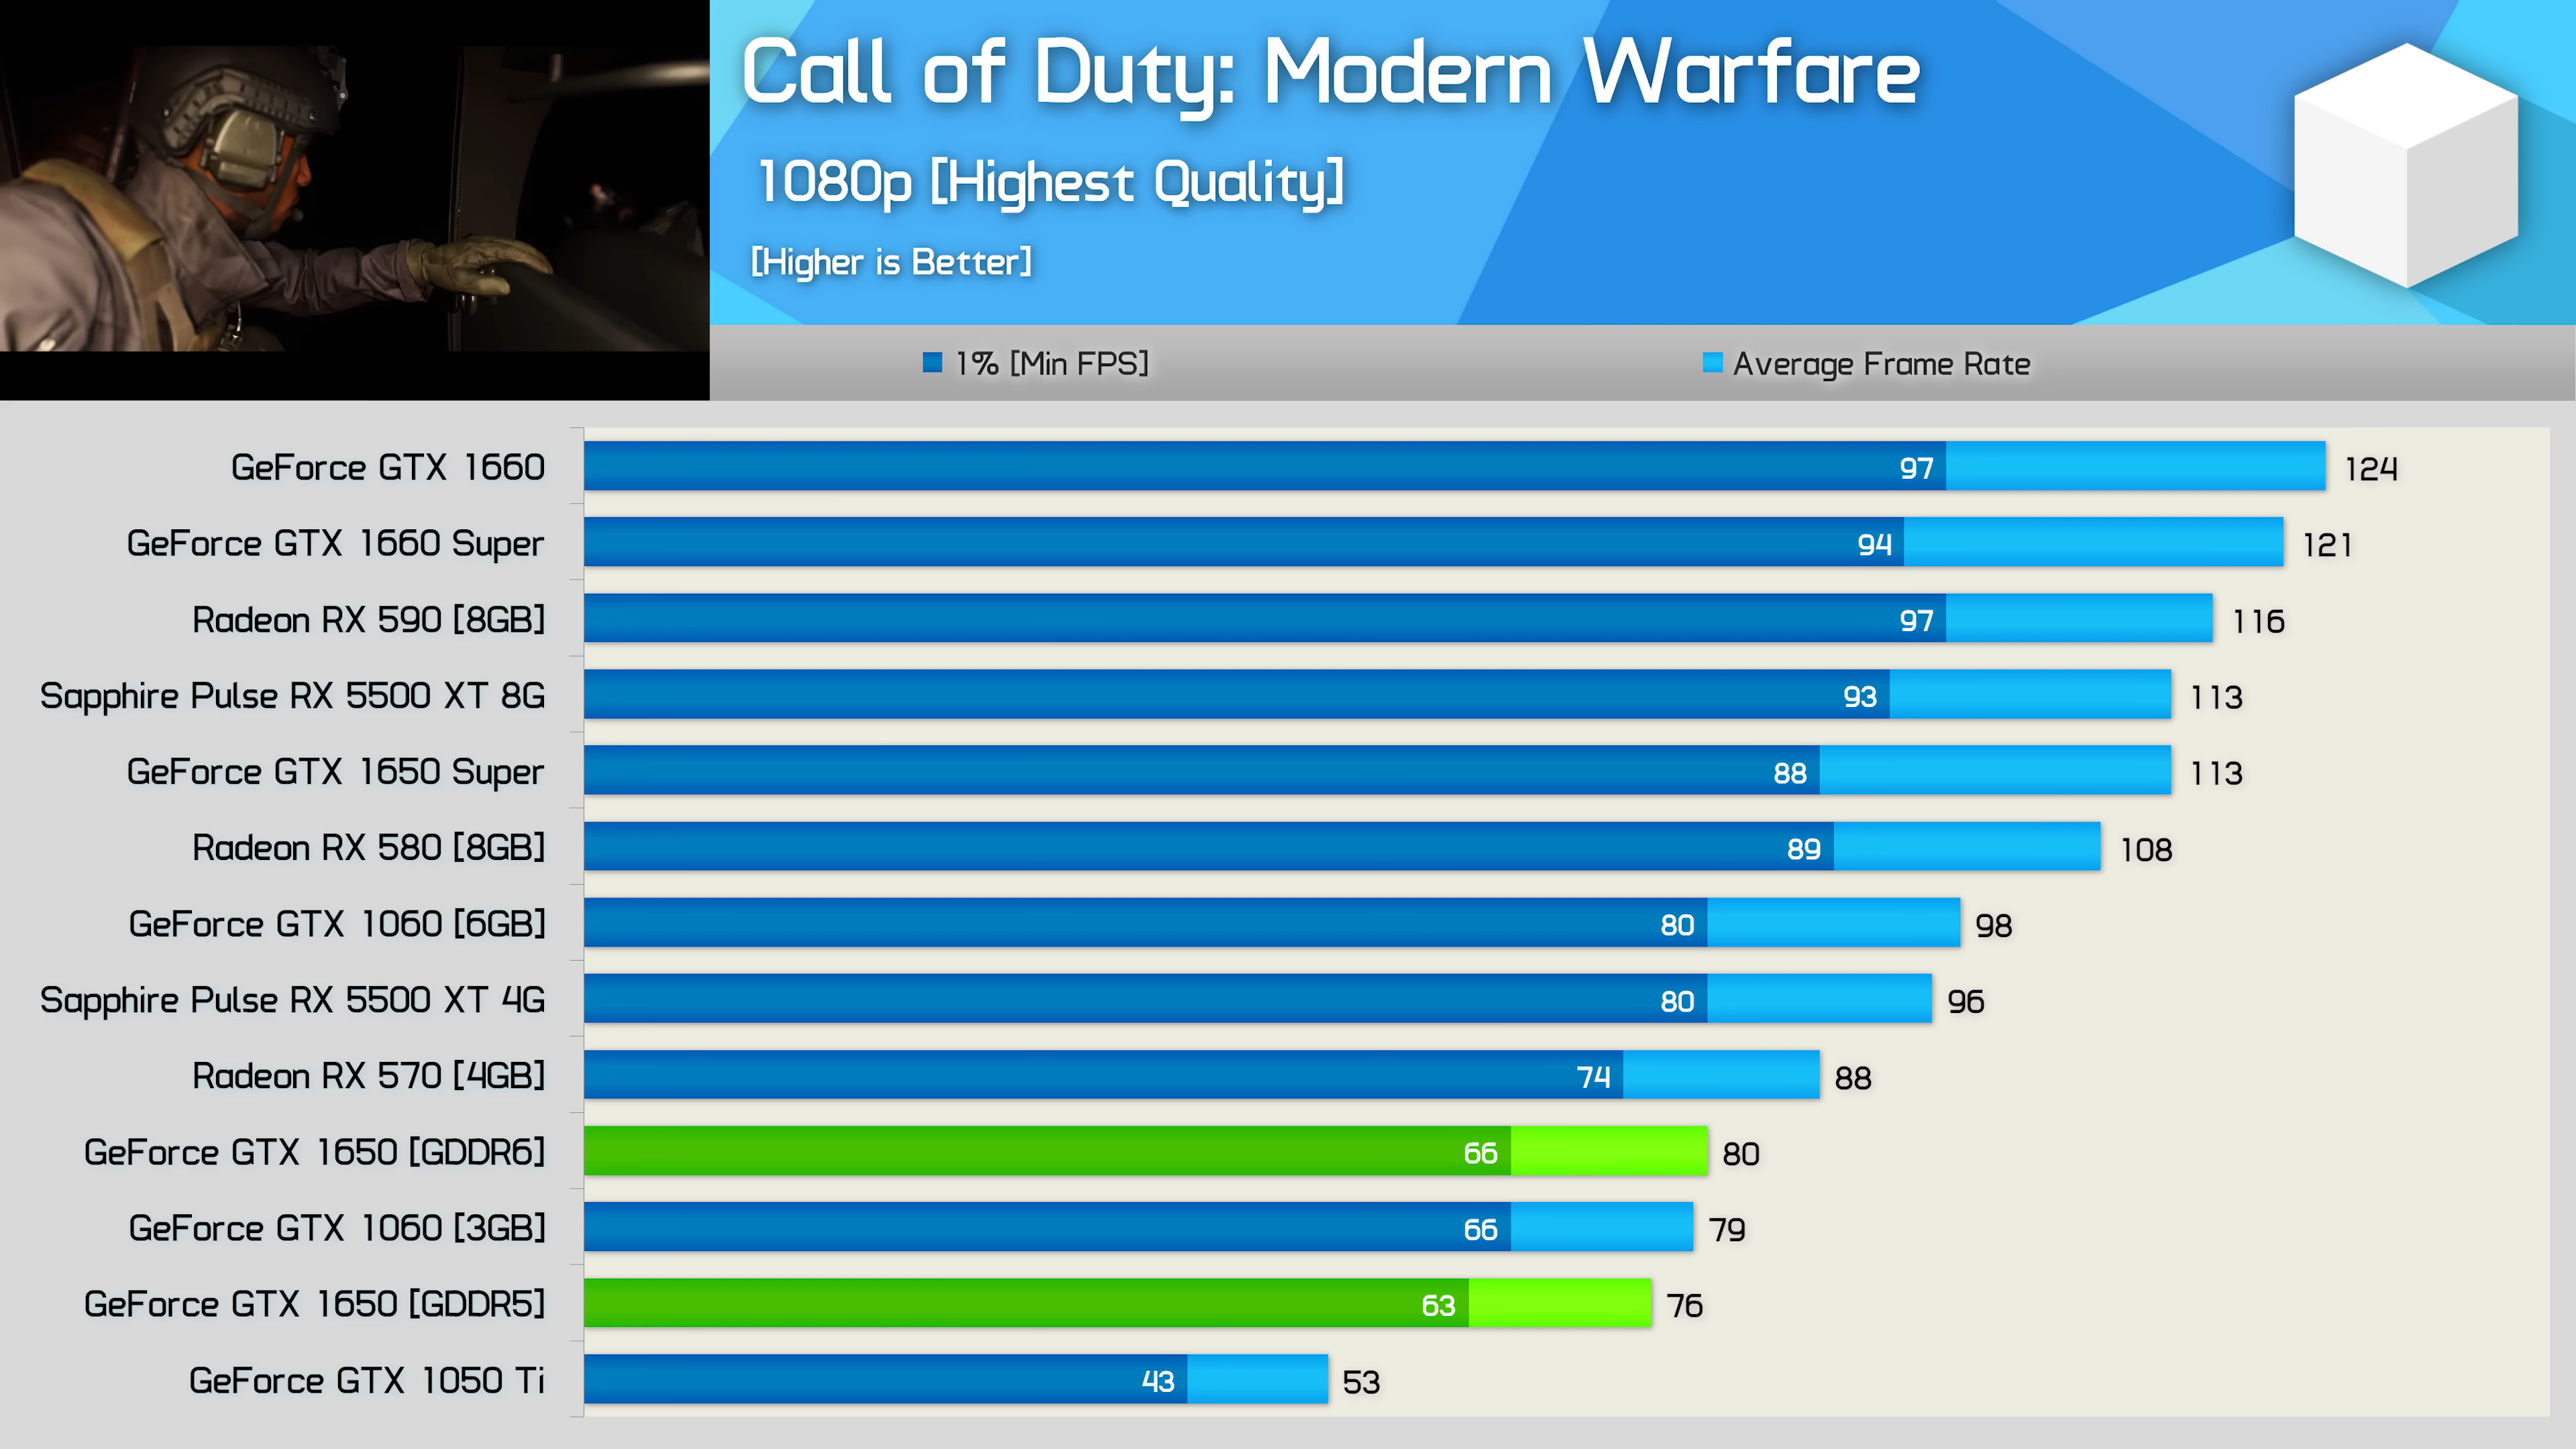 Call of Duty: Modern Warfare
1080p [Highest Quality]
[Higher is Better]
1% [Min FPS] Average Frame Rate
GeForce GTX 1660 97 124
GeForce GTX 1660 Super 94 121
Radeon RX 590 [8GB] 97 116
Sapphire Pulse RX 5500 XT 8G 93 113
GeForce GTX 1650 Super 88 113
Radeon RX 580 [8GB] 89 108
GeForce GTX 1060 [6GB] 80 98
Sapphire Pulse RX 5500 XT 4G 80 96
Radeon RX 570 [4GB] 74 88
GeForce GTX 1650 [GDDR6] 66 80
GeForce GTX 1060 [3GB] 66 79
GeForce GTX 1650 [GDDR5] 63 76
GeForce GTX 1050 Ti 43 53